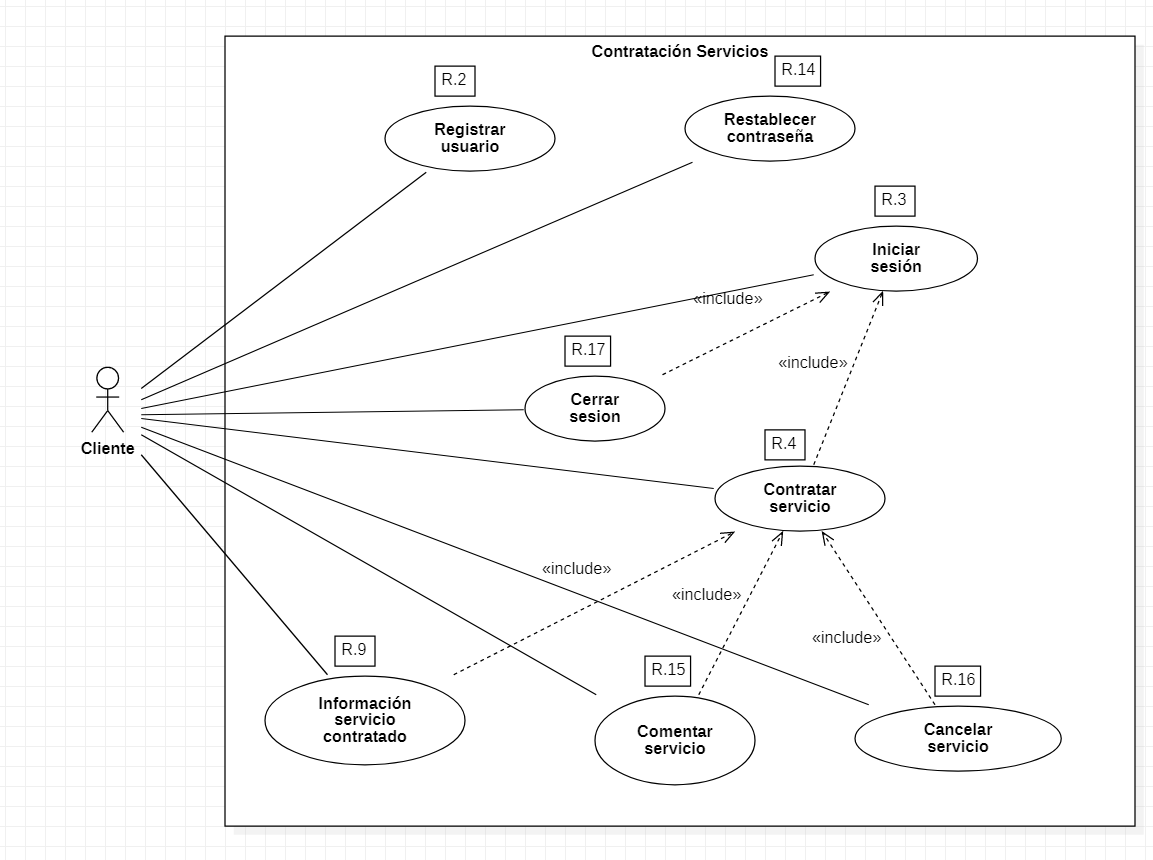 Contratación Servicios
R.2
R.14
Registrar
usuario
Restablecer
contraseña
R.3
Iniciar
sesión
«include»
R.17
«include»
Cerrar
sesion
Cliente
R.4
Contratar
servicio
«include»
«include»
«include»
R.9
R.15
R.16
Información
servicio
contratado
Comentar
servicio
Cancelar
servicio